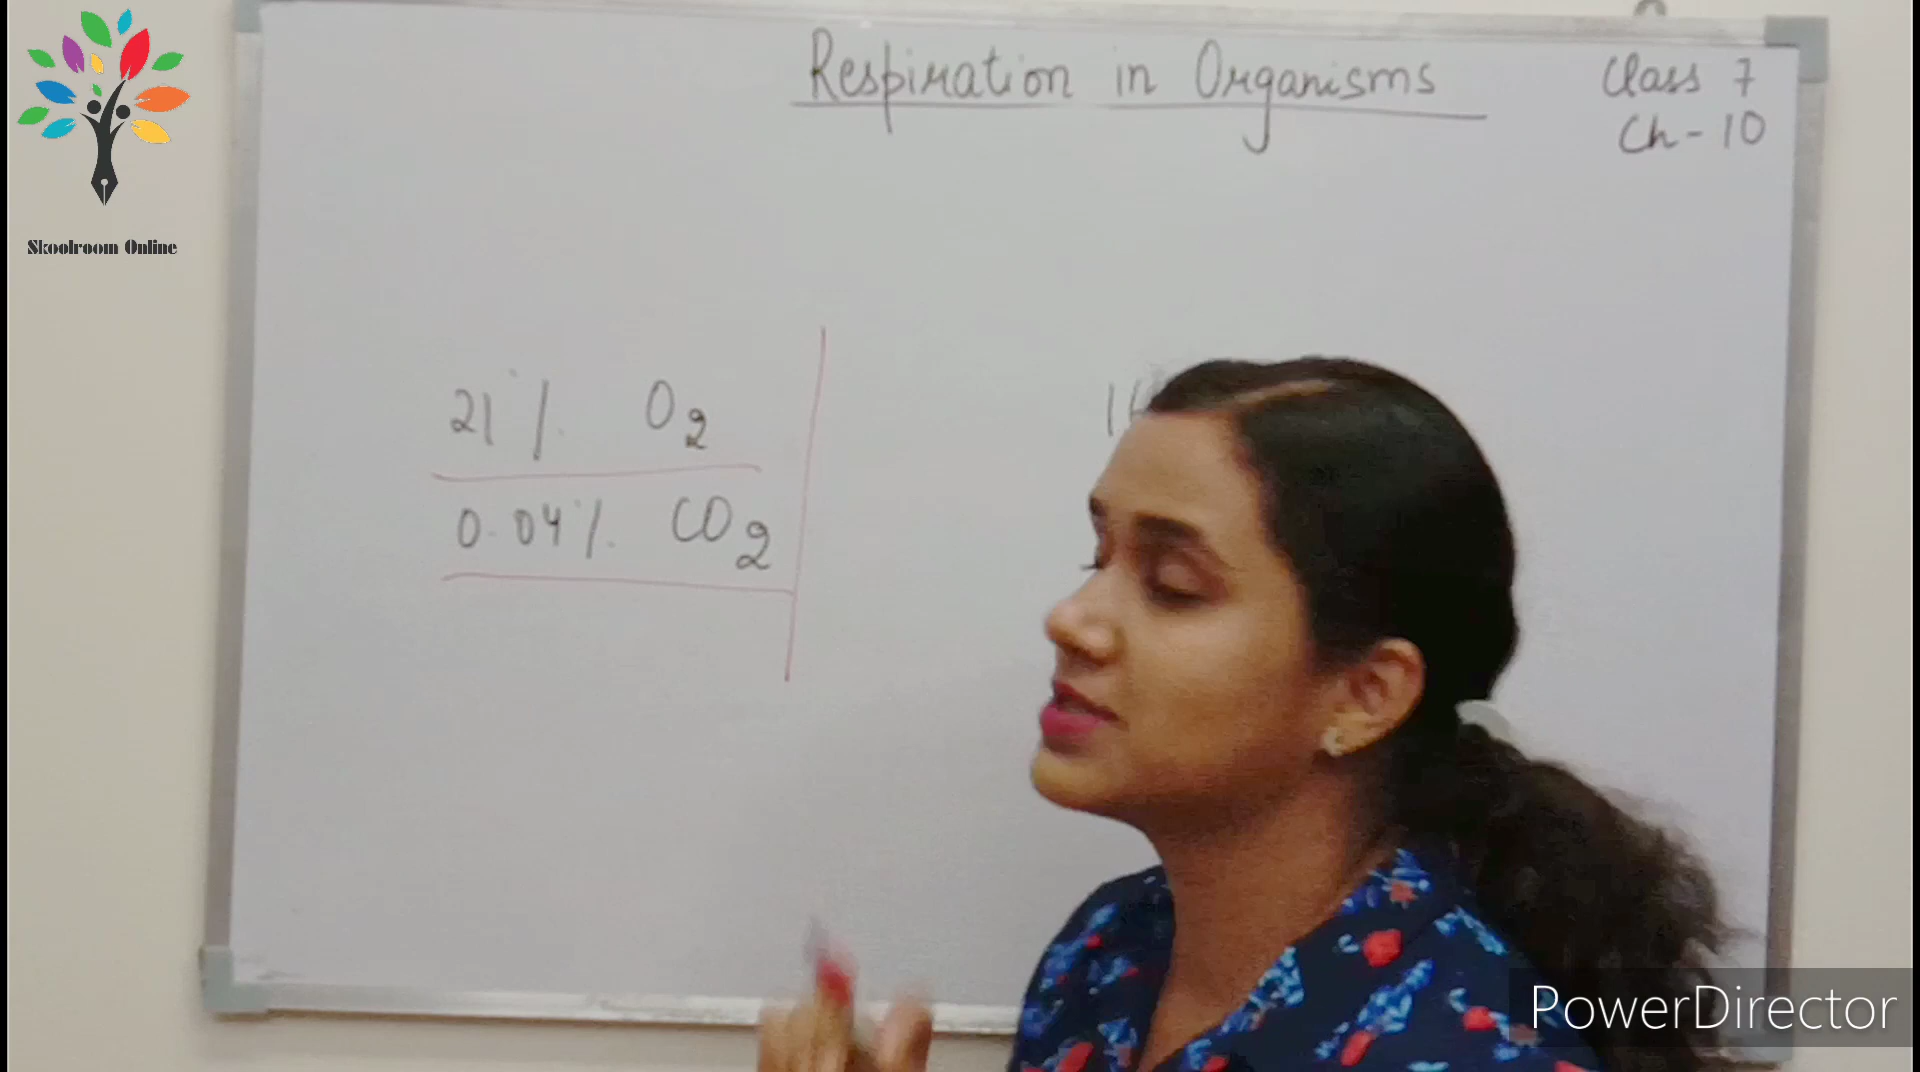 Respiration in Organisms
Class 7
Ch - 10
21% O2
0.04% CO2
Skoolroom Online
PowerDirector